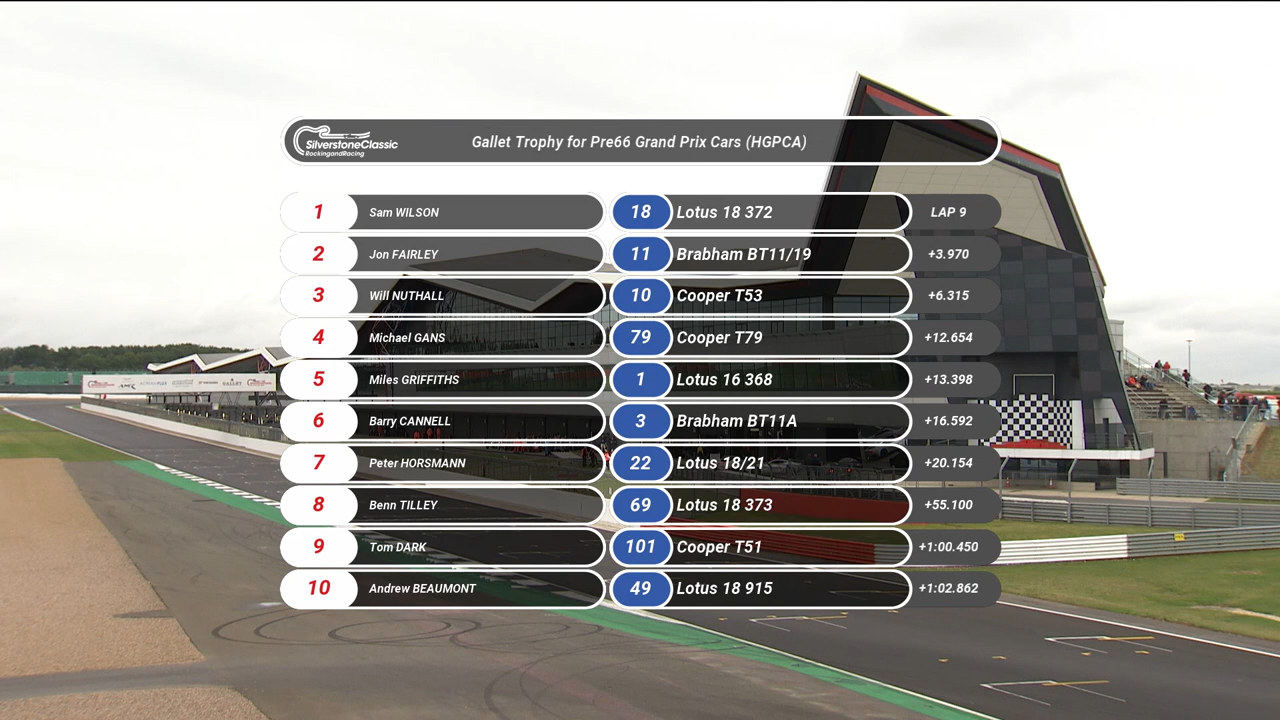 SilverstoneClassic
RockingandRacing
Gallet Trophy for Pre66 Grand Prix Cars (HGPCA)
1 Sam WILSON 18 Lotus 18 372 LAP 9
2 Jon FAIRLEY 11 Brabham BT11/19 +3.970
3 Will NUTHALL 10 Cooper T53 +6.315
4 Michael GANS 79 Cooper T79 +12.654
5 Miles GRIFFITHS 1 Lotus 16 368 +13.398
6 Barry CANNELL 3 Brabham BT11A +16.592
7 Peter HORSMANN 22 Lotus 18/21 +20.154
8 Benn TILLEY 69 Lotus 18 373 +55.100
9 Tom DARK 101 Cooper T51 +1:00.450
10 Andrew BEAUMONT 49 Lotus 18 915 +1:02.862